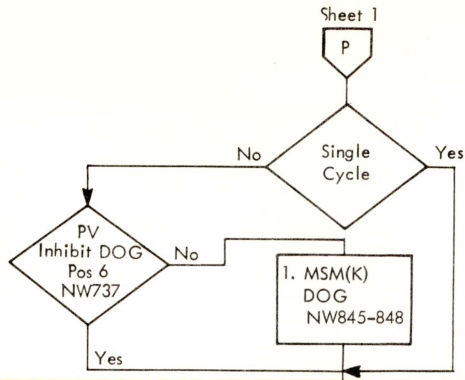 Sheet 1
P
Single
Cycle
No
Yes
PV
Inhibit DOG
Pos 6
NW737
No
1. MSM(K)
DOG
NW845-848
Yes